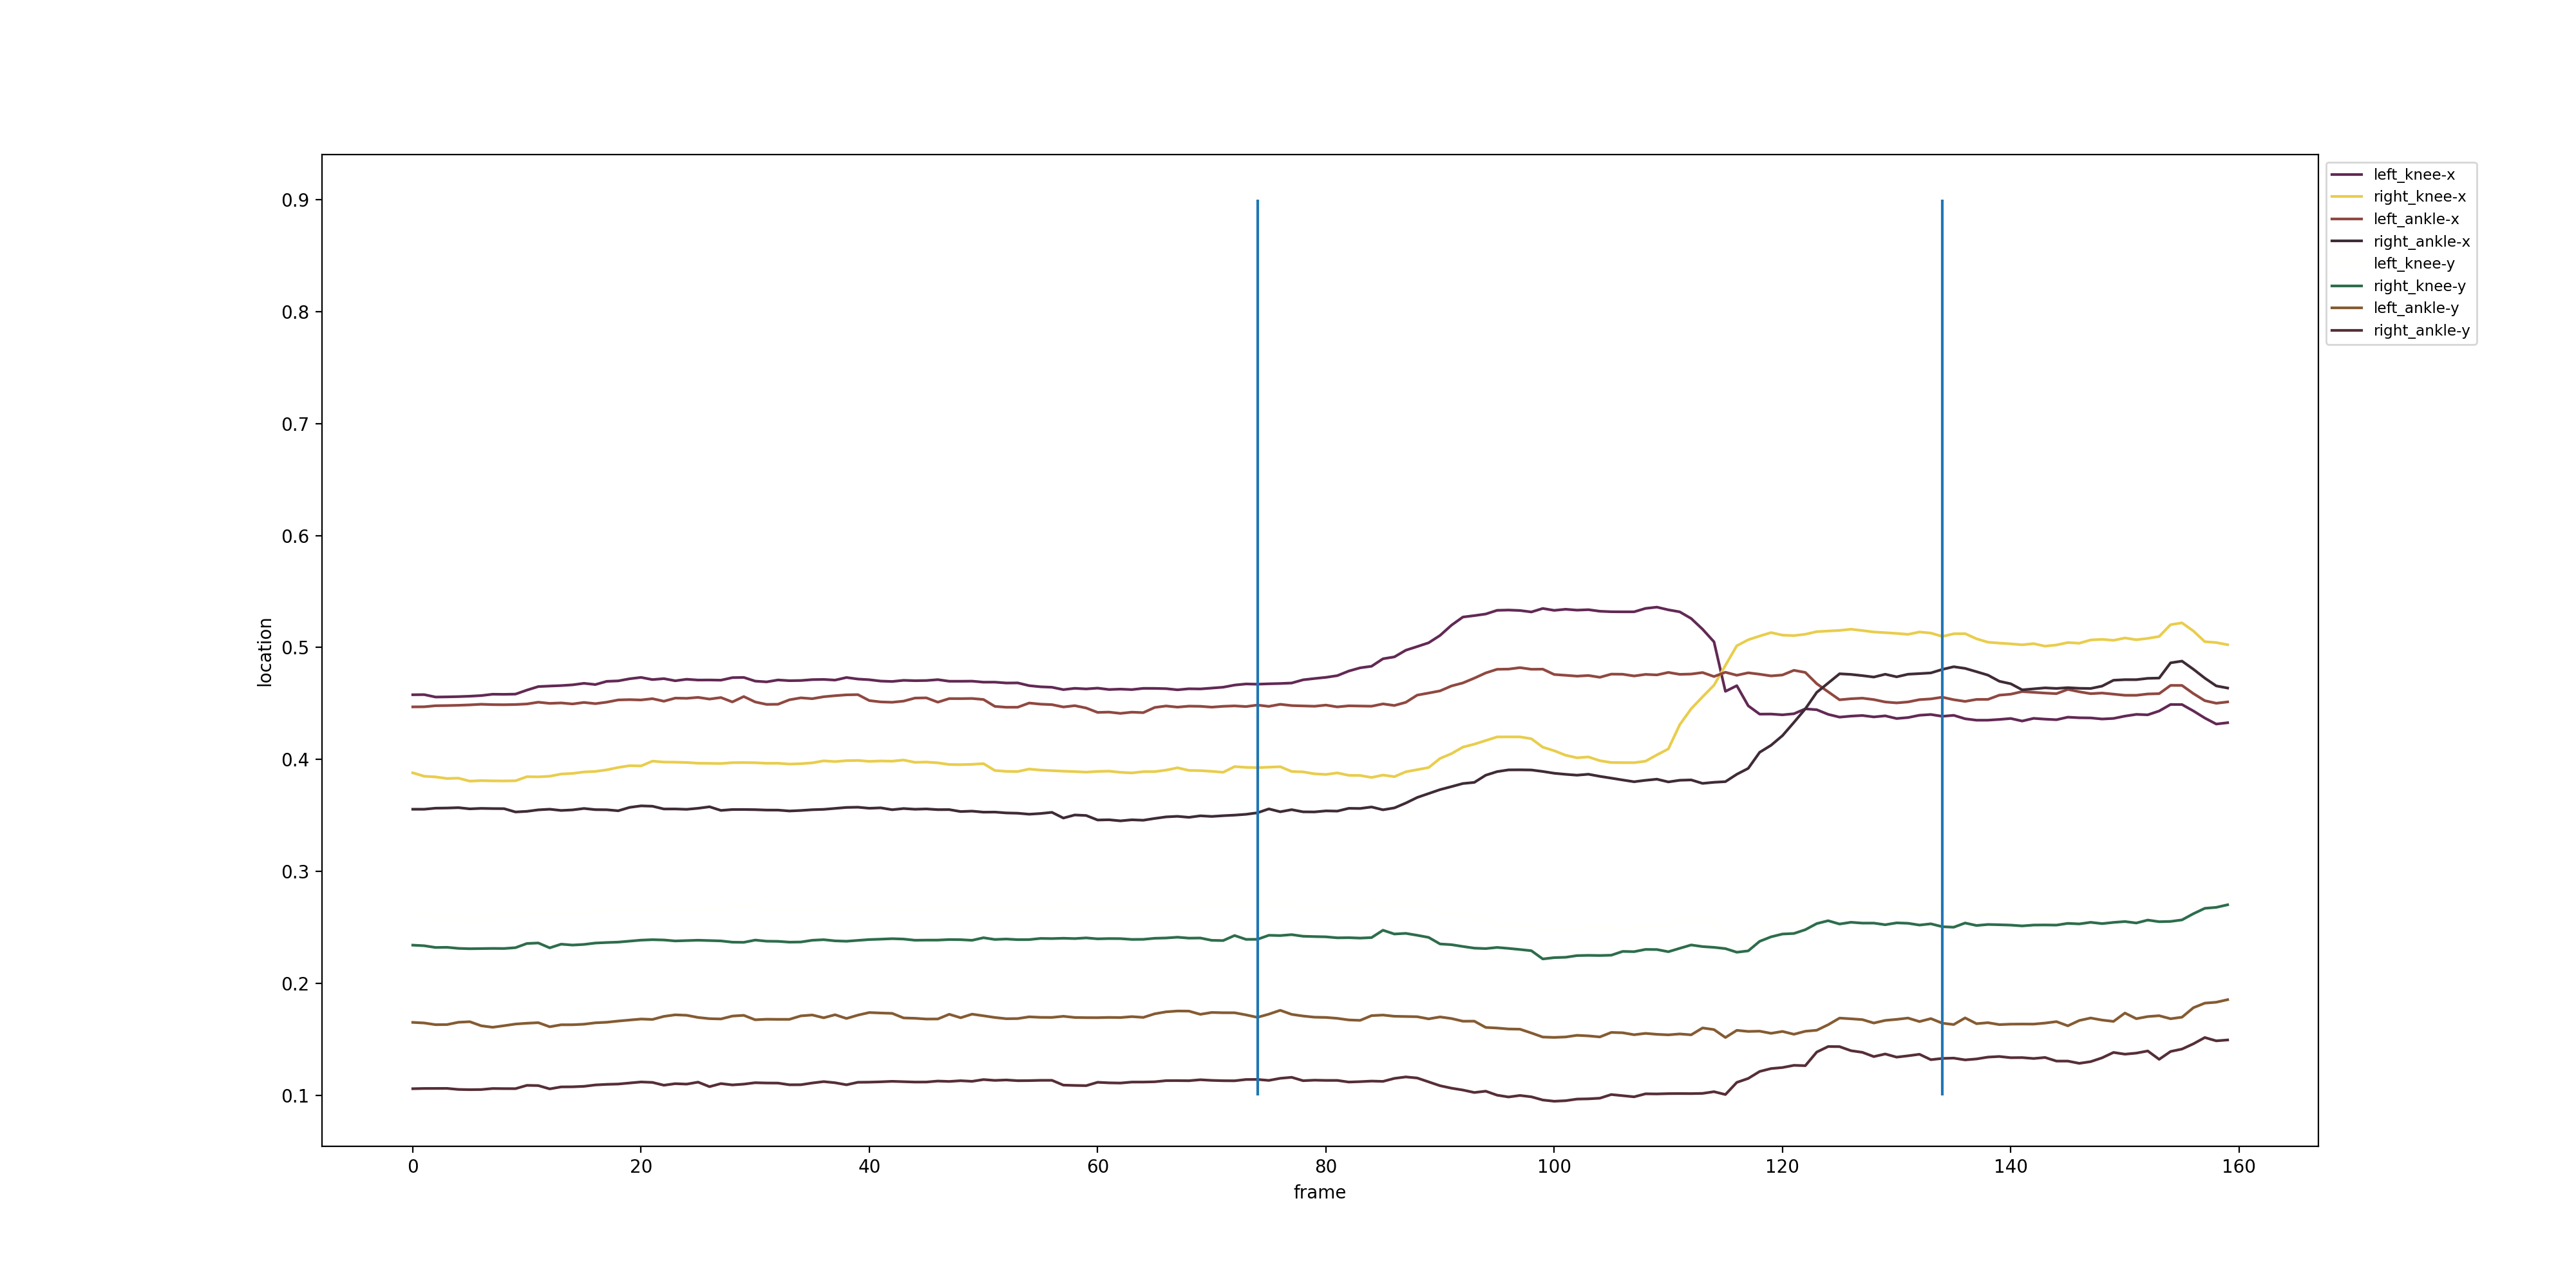 left_knee-x
right_knee-x
left_ankle-x
right_ankle-x
left_knee-y
right_knee-y
left_ankle-y
right_ankle-y
0.9
0.8
0.7
0.6
0.5
0.4
0.3
0.2
0.1
location
0 20 40 60 80 100 120 140 160
frame